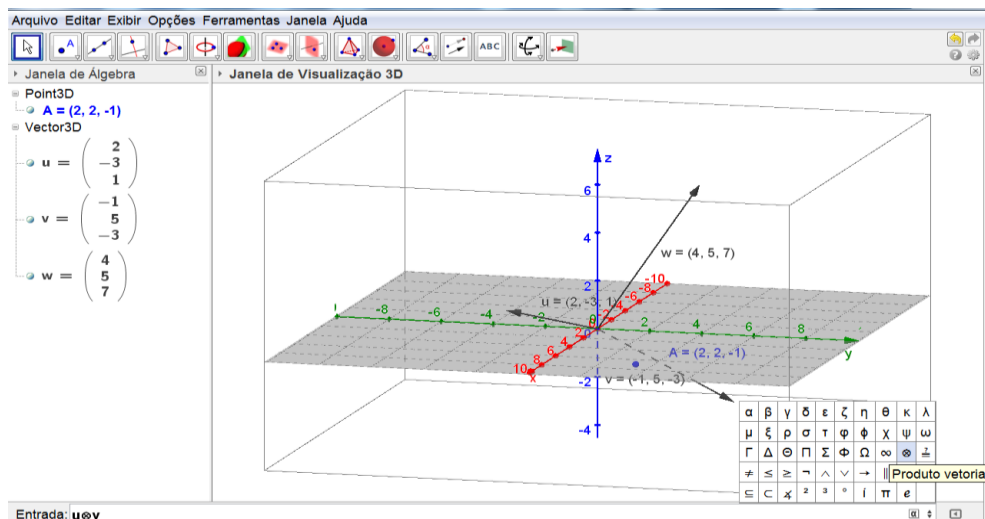 Arquivo Editar Exibir Opções Ferramentas Janela Ajuda
A
ABC
Janela de Álgebra
Janela de Visualização 3D
Point3D
A = (2, 2, -1)
Vector3D
u = 2
-3
1
v = -1
5
-3
w = 4
5
7
z
6
4
2
-2
-4
w = (4, 5, 7)
u = (2, -3, 1)
A = (2, 2, -1)
v = (-1, 5, -3)
-8 -6 -4 -2 0 2 4 6 8
y
-10
-8
-6
-4
2
4
6
8
10
x
α β γ δ ε ζ η θ κ λ
μ ξ ρ σ τ φ ϕ χ ψ ω
Γ Δ Θ Π Σ Φ Ω ∞ ⊗ ≟
≠ ≤ ≥ ¬ ∧ ∨ →
Produto vetoria
⊆ ⊂ ∡ ² ³ ° í π e
Entrada: u⊗v
α